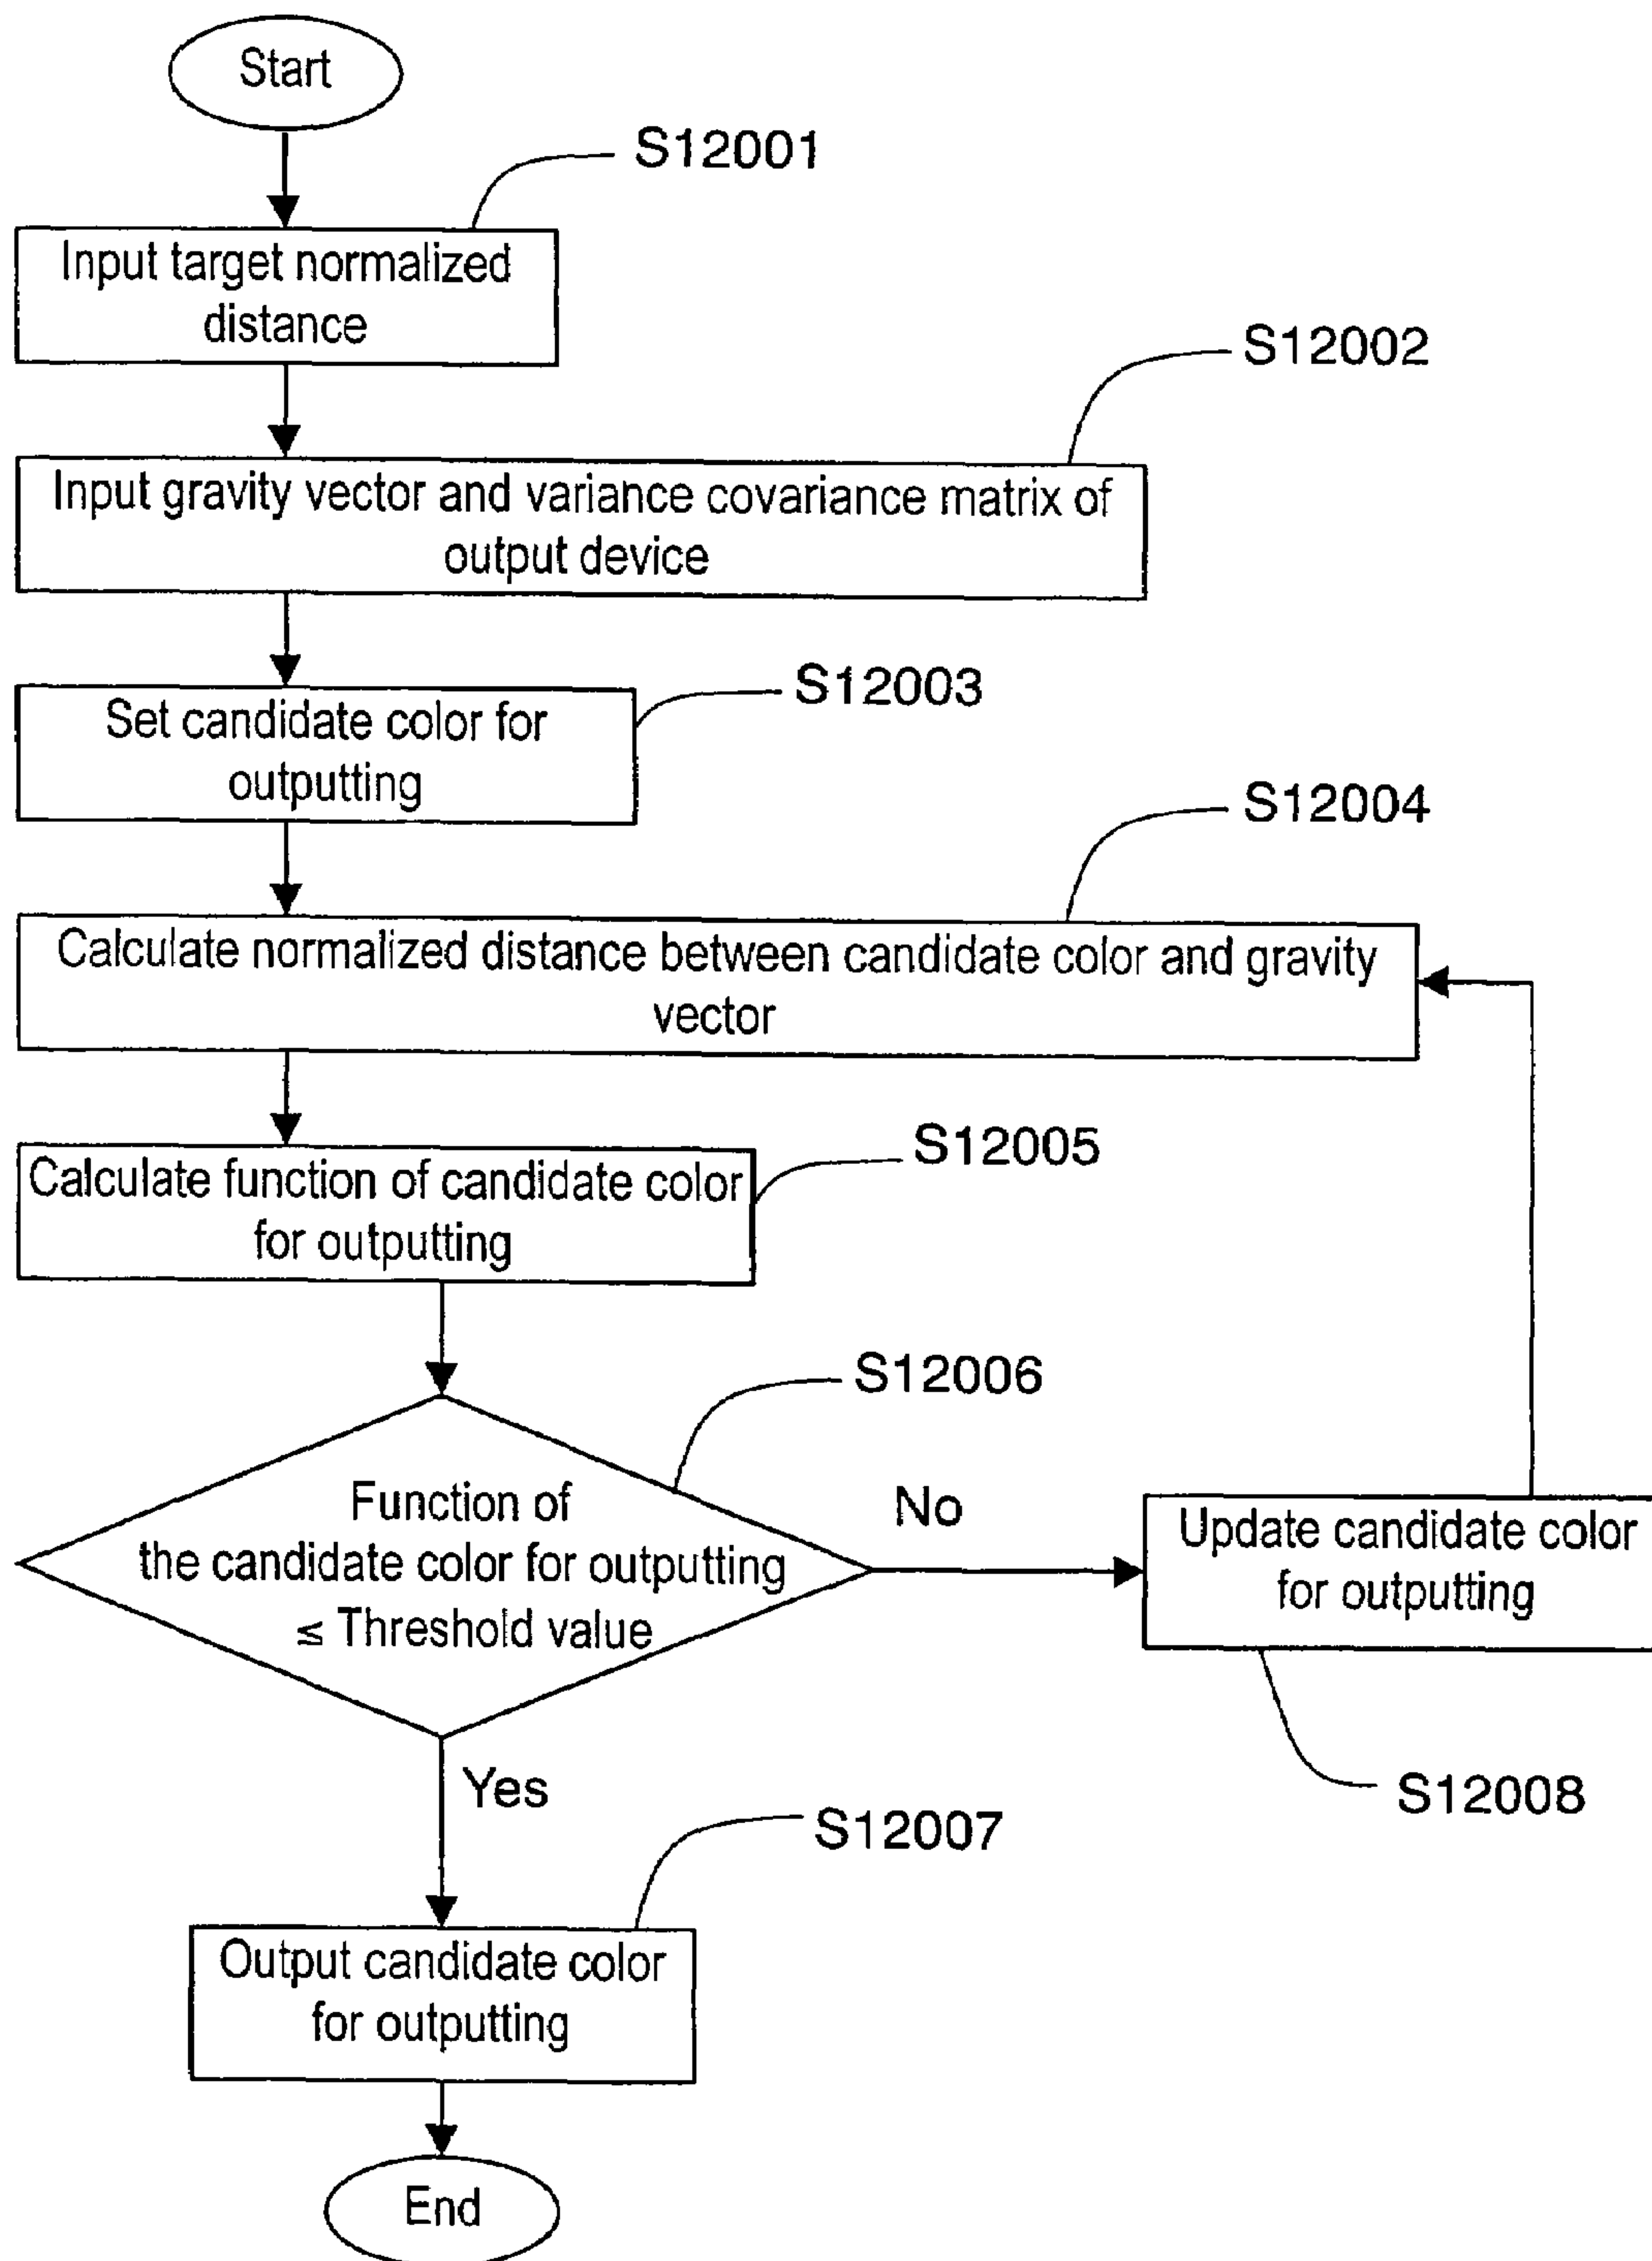 Start
S12001
Input target normalized
distance
S12002
Input gravity vector and variance covariance matrix of
output device
S12003
Set candidate color for
outputting
S12004
Calculate normalized distance between candidate color and gravity
vector
S12005
Calculate function of candidate color
for outputting
S12006
Function of
the candidate color for outputting
≦ Threshold value
No
Update candidate color
for outputting
S12008
Yes
S12007
Output candidate color
for outputting
End